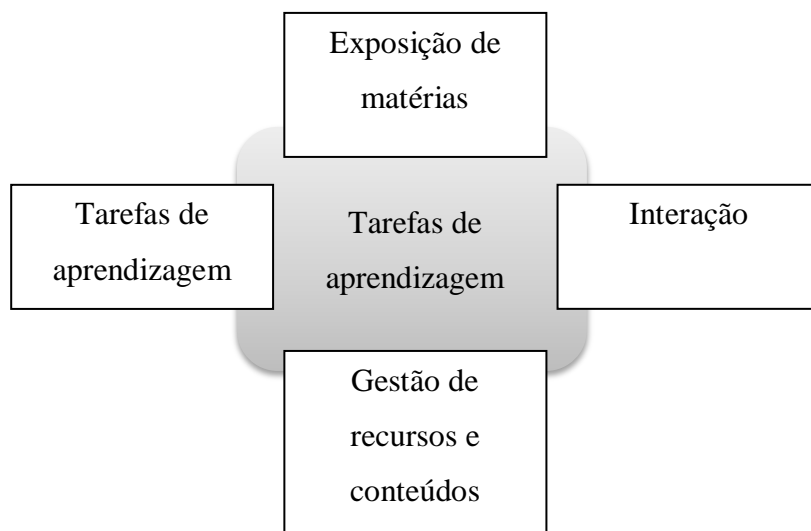 Exposição de
matérias
Tarefas de
aprendizagem
Tarefas de
aprendizagem
Interação
Gestão de
recursos e
conteúdos